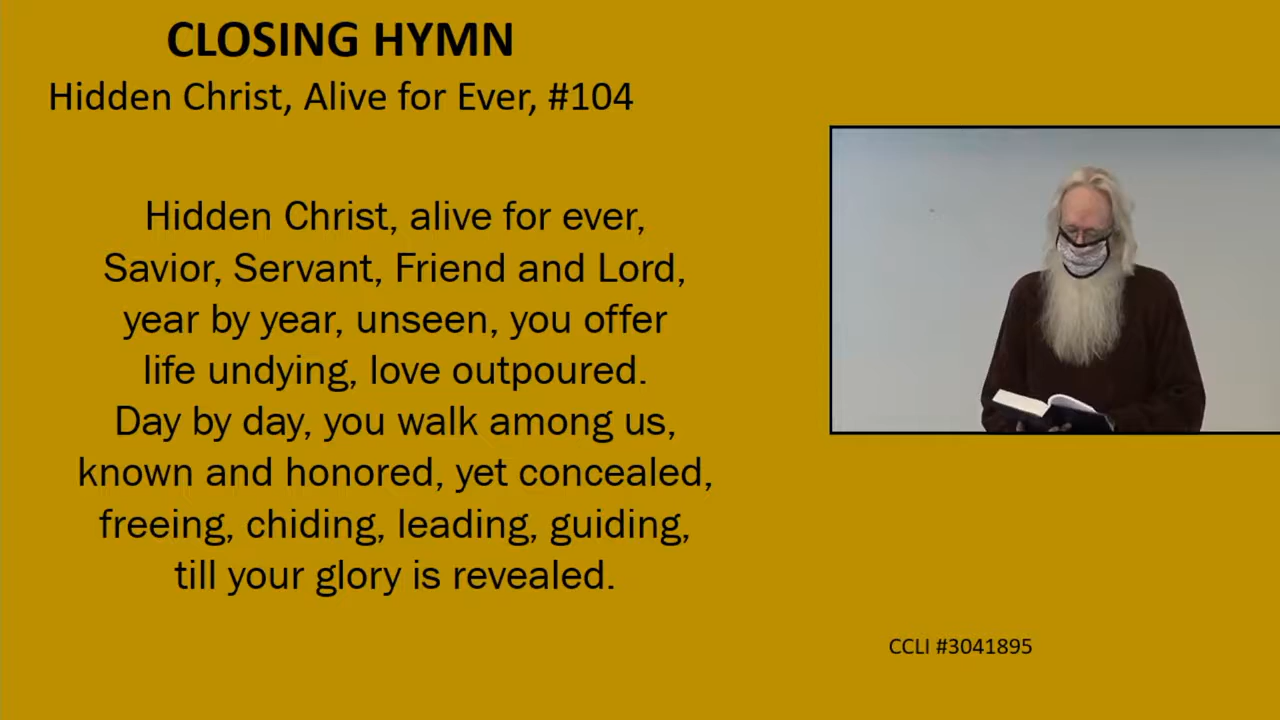 CLOSING HYMN
Hidden Christ, Alive for Ever, #104
Hidden Christ, alive for ever,
Savior, Servant, Friend and Lord,
year by year, unseen, you offer
life undying, love outpoured.
Day by day, you walk among us,
known and honored, yet concealed,
freeing, chiding, leading, guiding,
till your glory is revealed.
CCLI #3041895